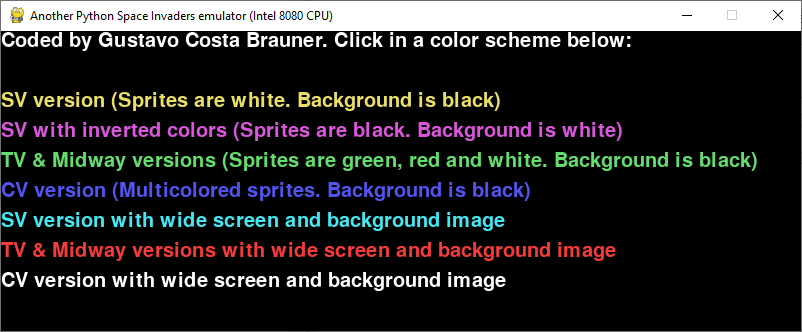 Another Python Space Invaders emulator (Intel 8080 CPU)
Coded by Gustavo Costa Brauner. Click in a color scheme below:
SV version (Sprites are white. Background is black)
SV with inverted colors (Sprites are black. Background is white)
TV & Midway versions (Sprites are green, red and white. Background is black)
CV version (Multicolored sprites. Background is black)
SV version with wide screen and background image
TV & Midway versions with wide screen and background image
CV version with wide screen and background image